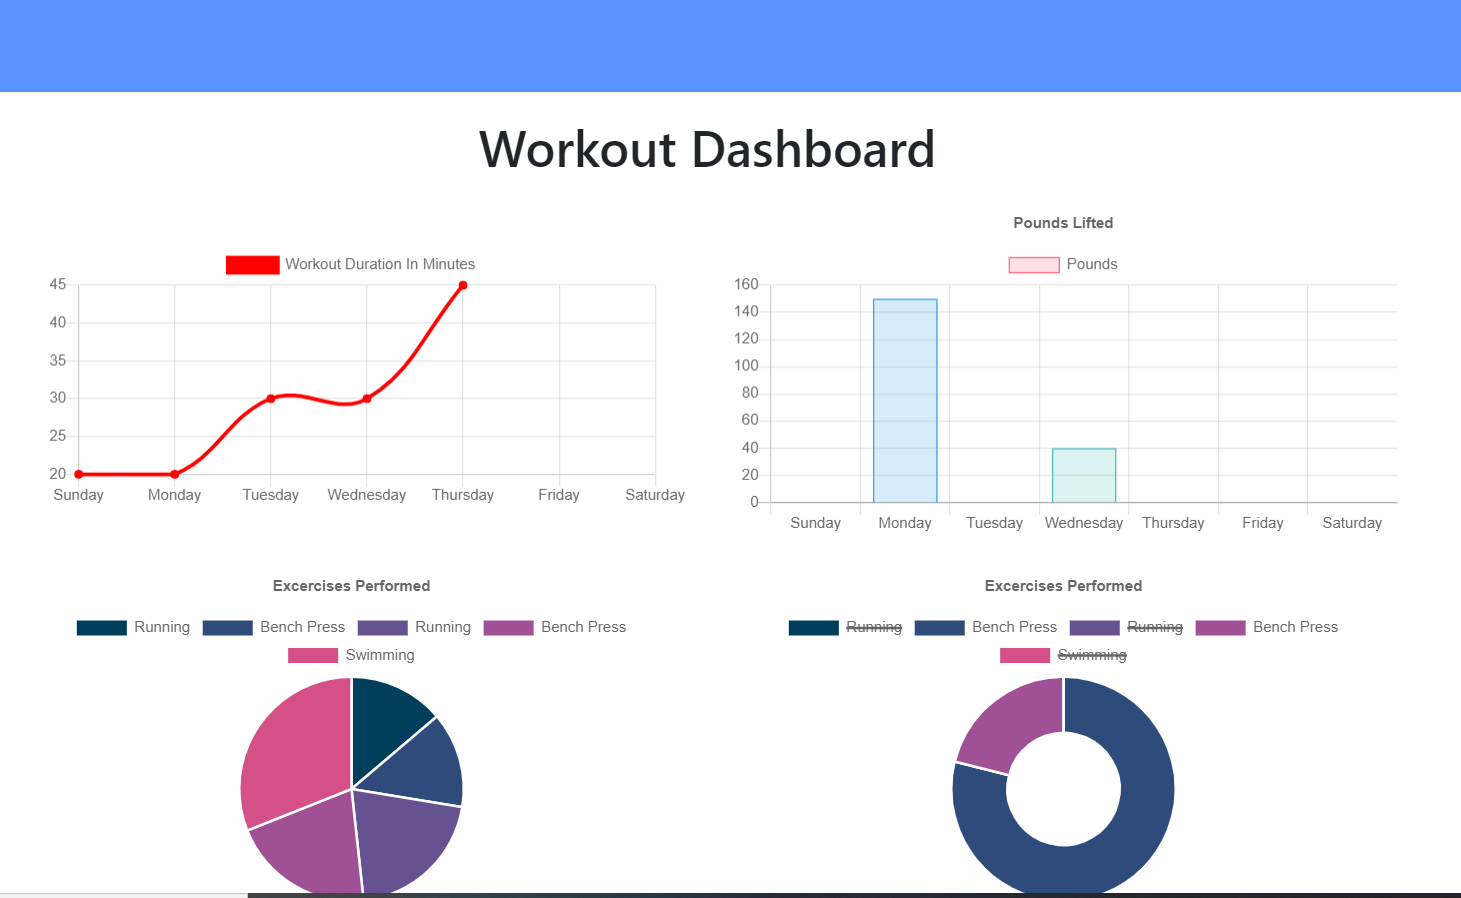 Workout Dashboard
Workout Duration In Minutes
45
40
35
30
25
20
Sunday Monday Tuesday Wednesday Thursday Friday Saturday
Pounds Lifted
Pounds
160
140
120
100
80
60
40
20
0
Sunday Monday Tuesday Wednesday Thursday Friday Saturday
Excercises Performed
Running Bench Press Running Bench Press
Swimming
Excercises Performed
Running Bench Press Running Bench Press
Swimming